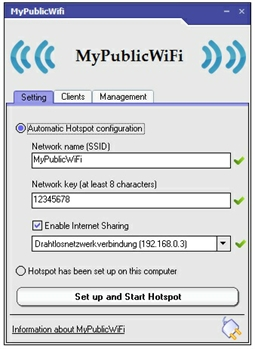 MyPublicWiFi
MyPublicWiFi
Setting Clients Management
Automatic Hotspot configuration
Network name (SSID)
MyPublicWiFi
Network key (at least 8 characters)
12345678
Enable Internet Sharing
Drahtlosnetzwerkverbindung (192.168.0.3)
Hotspot has been set up on this computer
Set up and Start Hotspot
Information about MyPublicWiFi